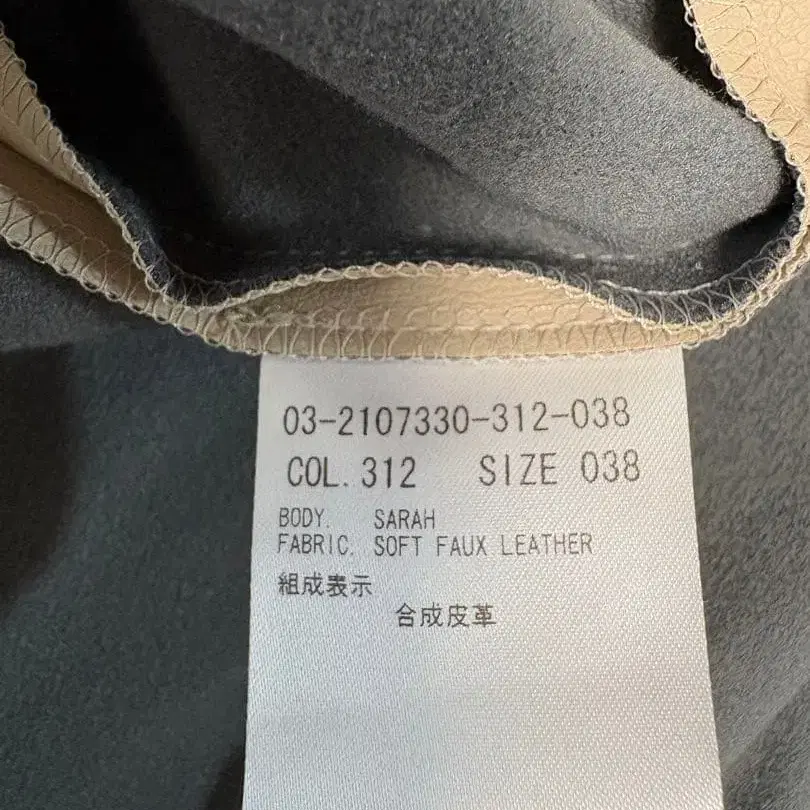 03-2107330-312-038
COL.312 SIZE 038
BODY. SARAH
FABRIC. SOFT FAUX LEATHER
組成表示
合成皮革